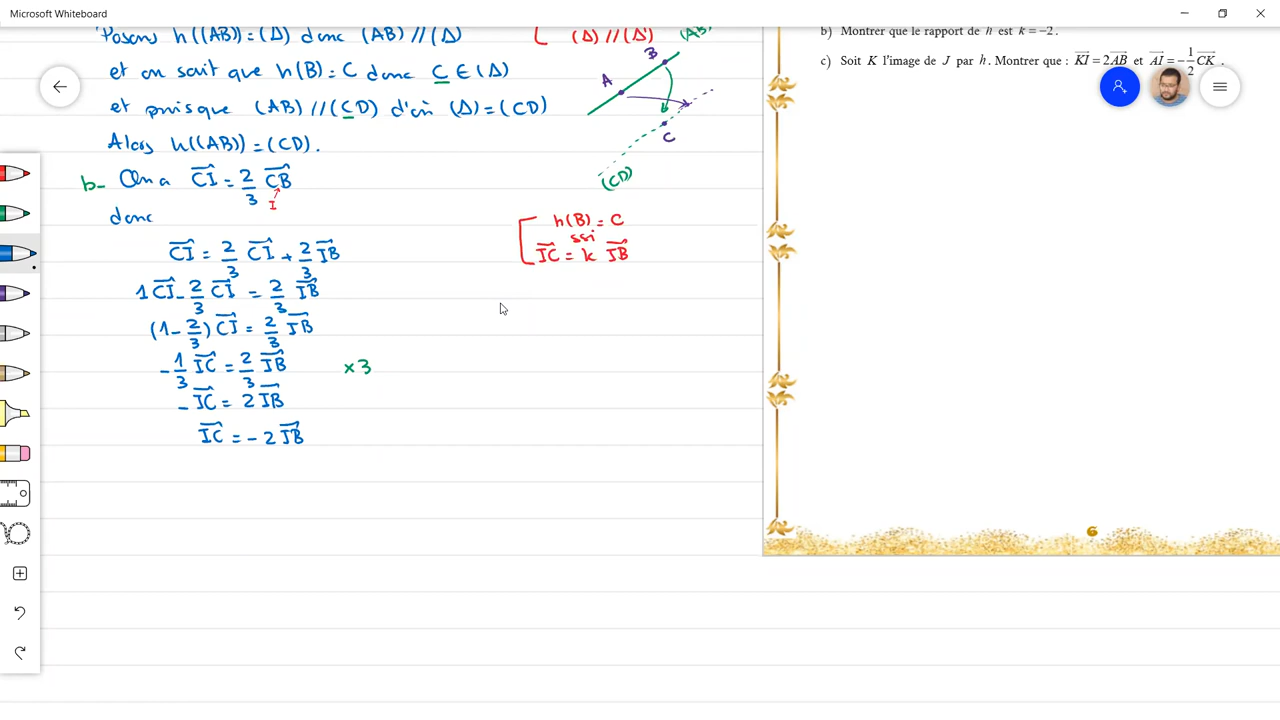 Microsoft Whiteboard
Posons h((AB)) = (Δ) donc (AB) // (Δ)
et on sait que h(B) = C donc C ∈ (Δ)
et puisque (AB) // (CD) d'où (Δ) = (CD)
Alors h((AB)) = (CD).
b- On a CI = 2/3 CB
I
donc
CI = 2/3 CI + 2/3 IB
1CI - 2/3 CI = 2/3 IB
(1 - 2/3) CI = 2/3 IB
-1/3 IC = 2/3 IB ×3
-IC = 2 IB
IC = -2 IB
(Δ) // (Δ')
(AB)
B
A
C
(CD)
h(B) = C
ssi
IC = k IB
b) Montrer que le rapport de h est k = −2.
c) Soit K l'image de J par h. Montrer que : KI = 2AB et AI = −1/2 CK .
6